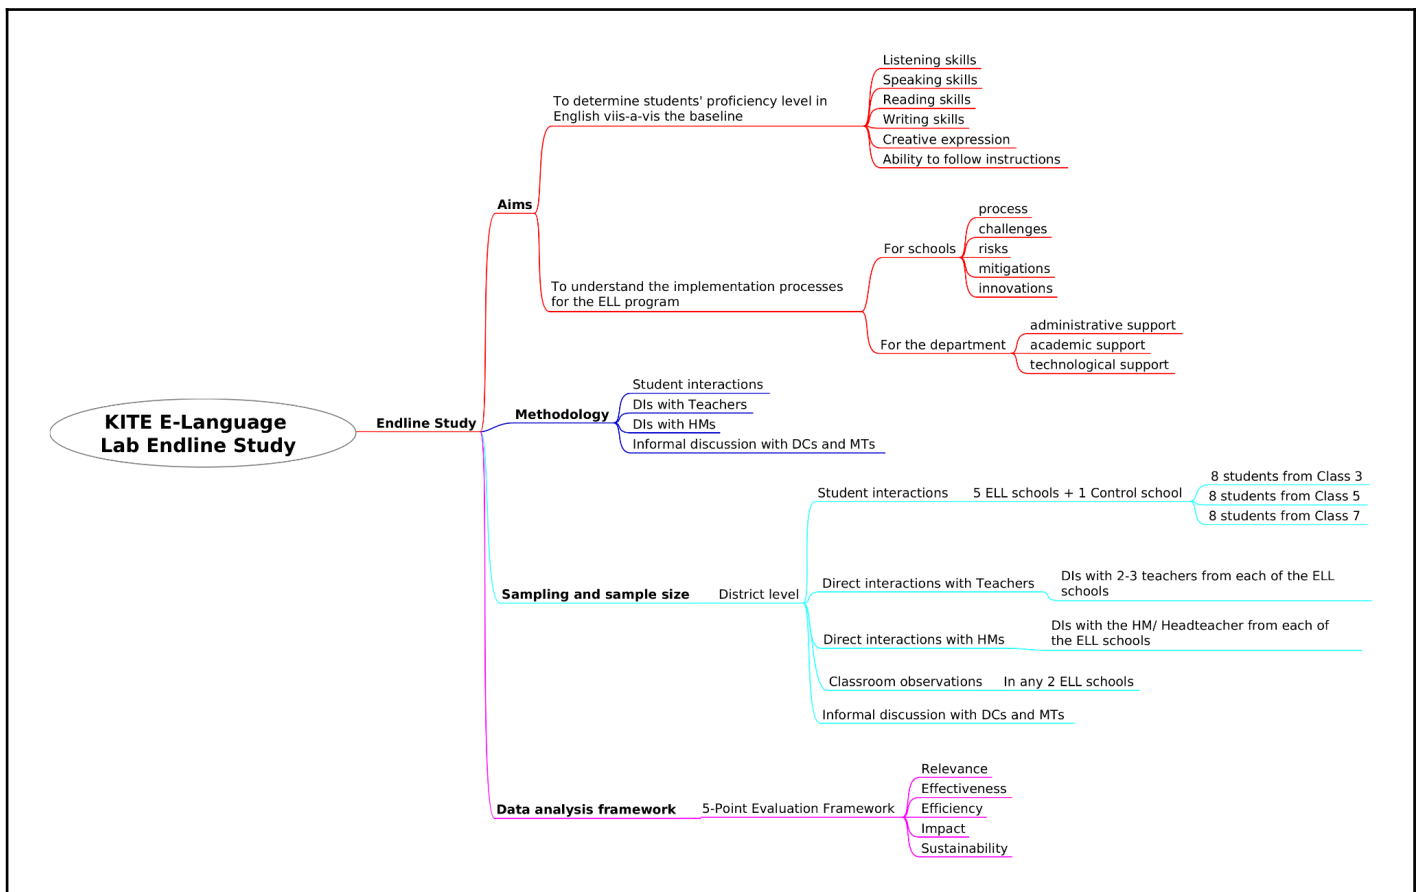 KITE E-Language
Lab Endline Study
Endline Study
Aims
To determine students' proficiency level in
English viis-a-vis the baseline
Listening skills
Speaking skills
Reading skills
Writing skills
Creative expression
Ability to follow instructions
To understand the implementation processes
for the ELL program
For schools
process
challenges
risks
mitigations
innovations
For the department
administrative support
academic support
technological support
Methodology
Student interactions
DIs with Teachers
DIs with HMs
Informal discussion with DCs and MTs
Sampling and sample size
District level
Student interactions
5 ELL schools + 1 Control school
8 students from Class 3
8 students from Class 5
8 students from Class 7
Direct interactions with Teachers
DIs with 2-3 teachers from each of the ELL
schools
Direct interactions with HMs
DIs with the HM/ Headteacher from each of
the ELL schools
Classroom observations
In any 2 ELL schools
Informal discussion with DCs and MTs
Data analysis framework
5-Point Evaluation Framework
Relevance
Effectiveness
Efficiency
Impact
Sustainability